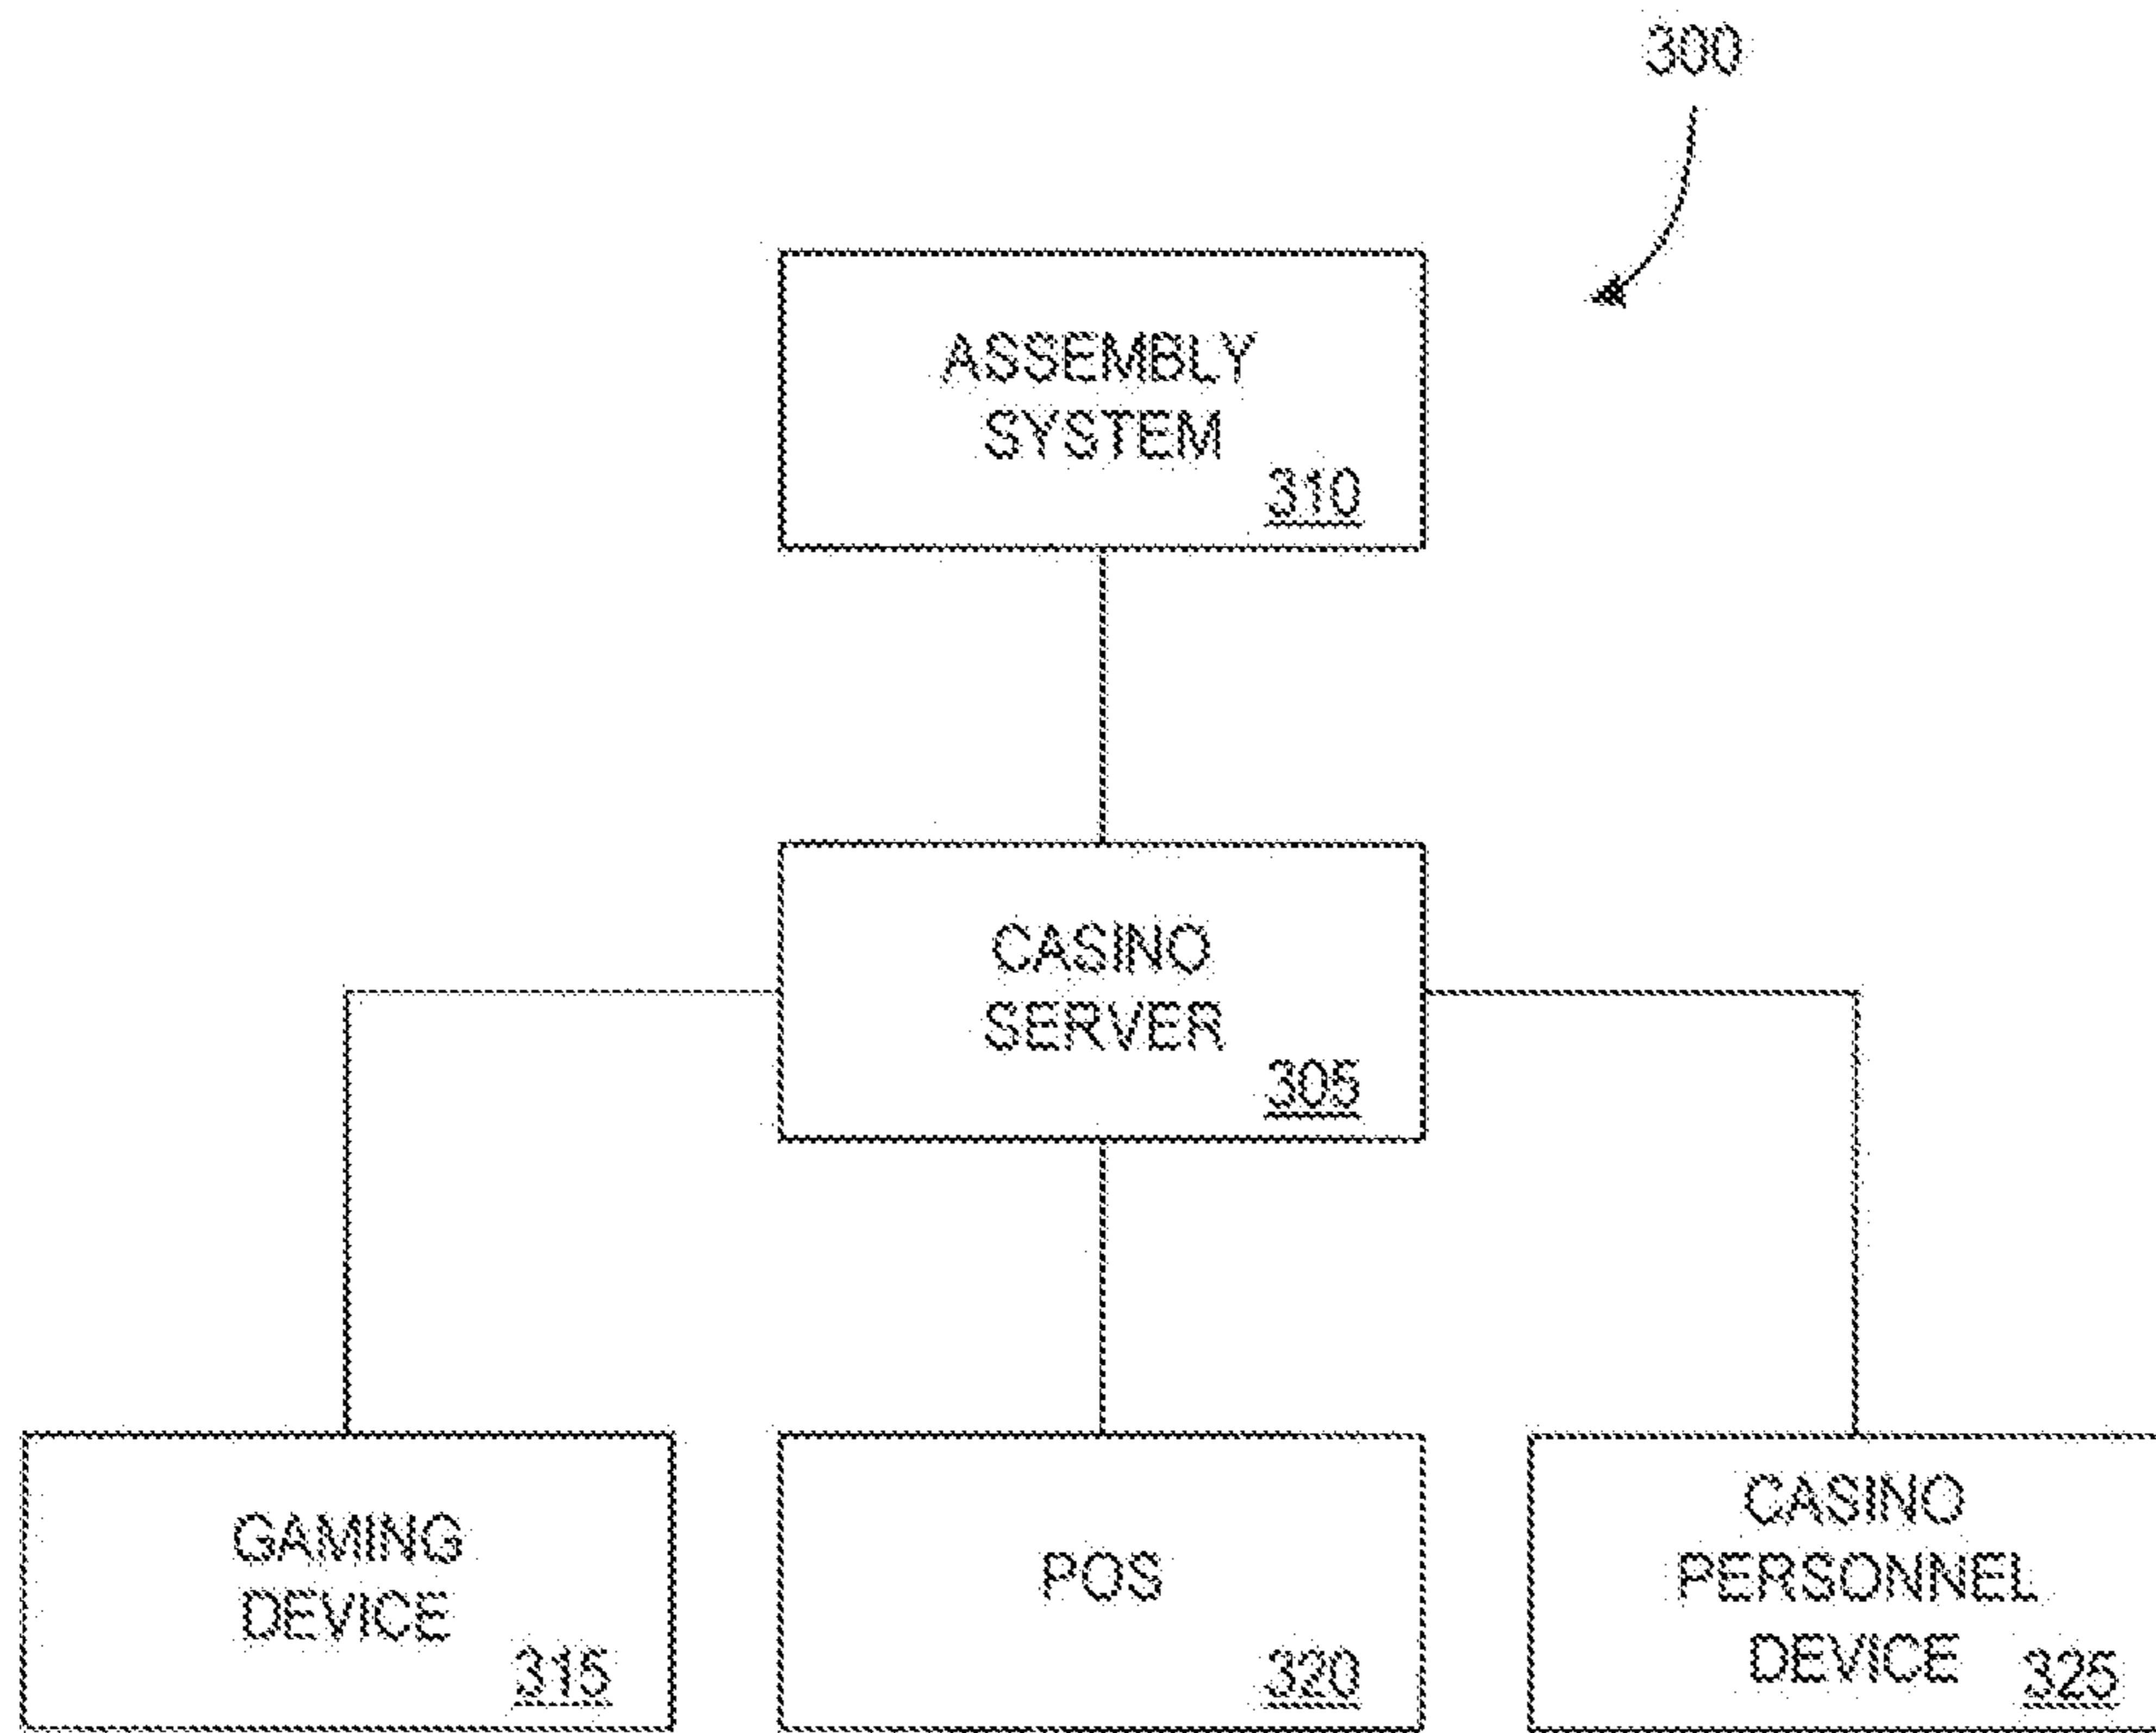 300
ASSEMBLY
SYSTEM
310
CASINO
SERVER
305
GAMING
DEVICE
315
POS
320
CASINO
PERSONNEL
DEVICE
325